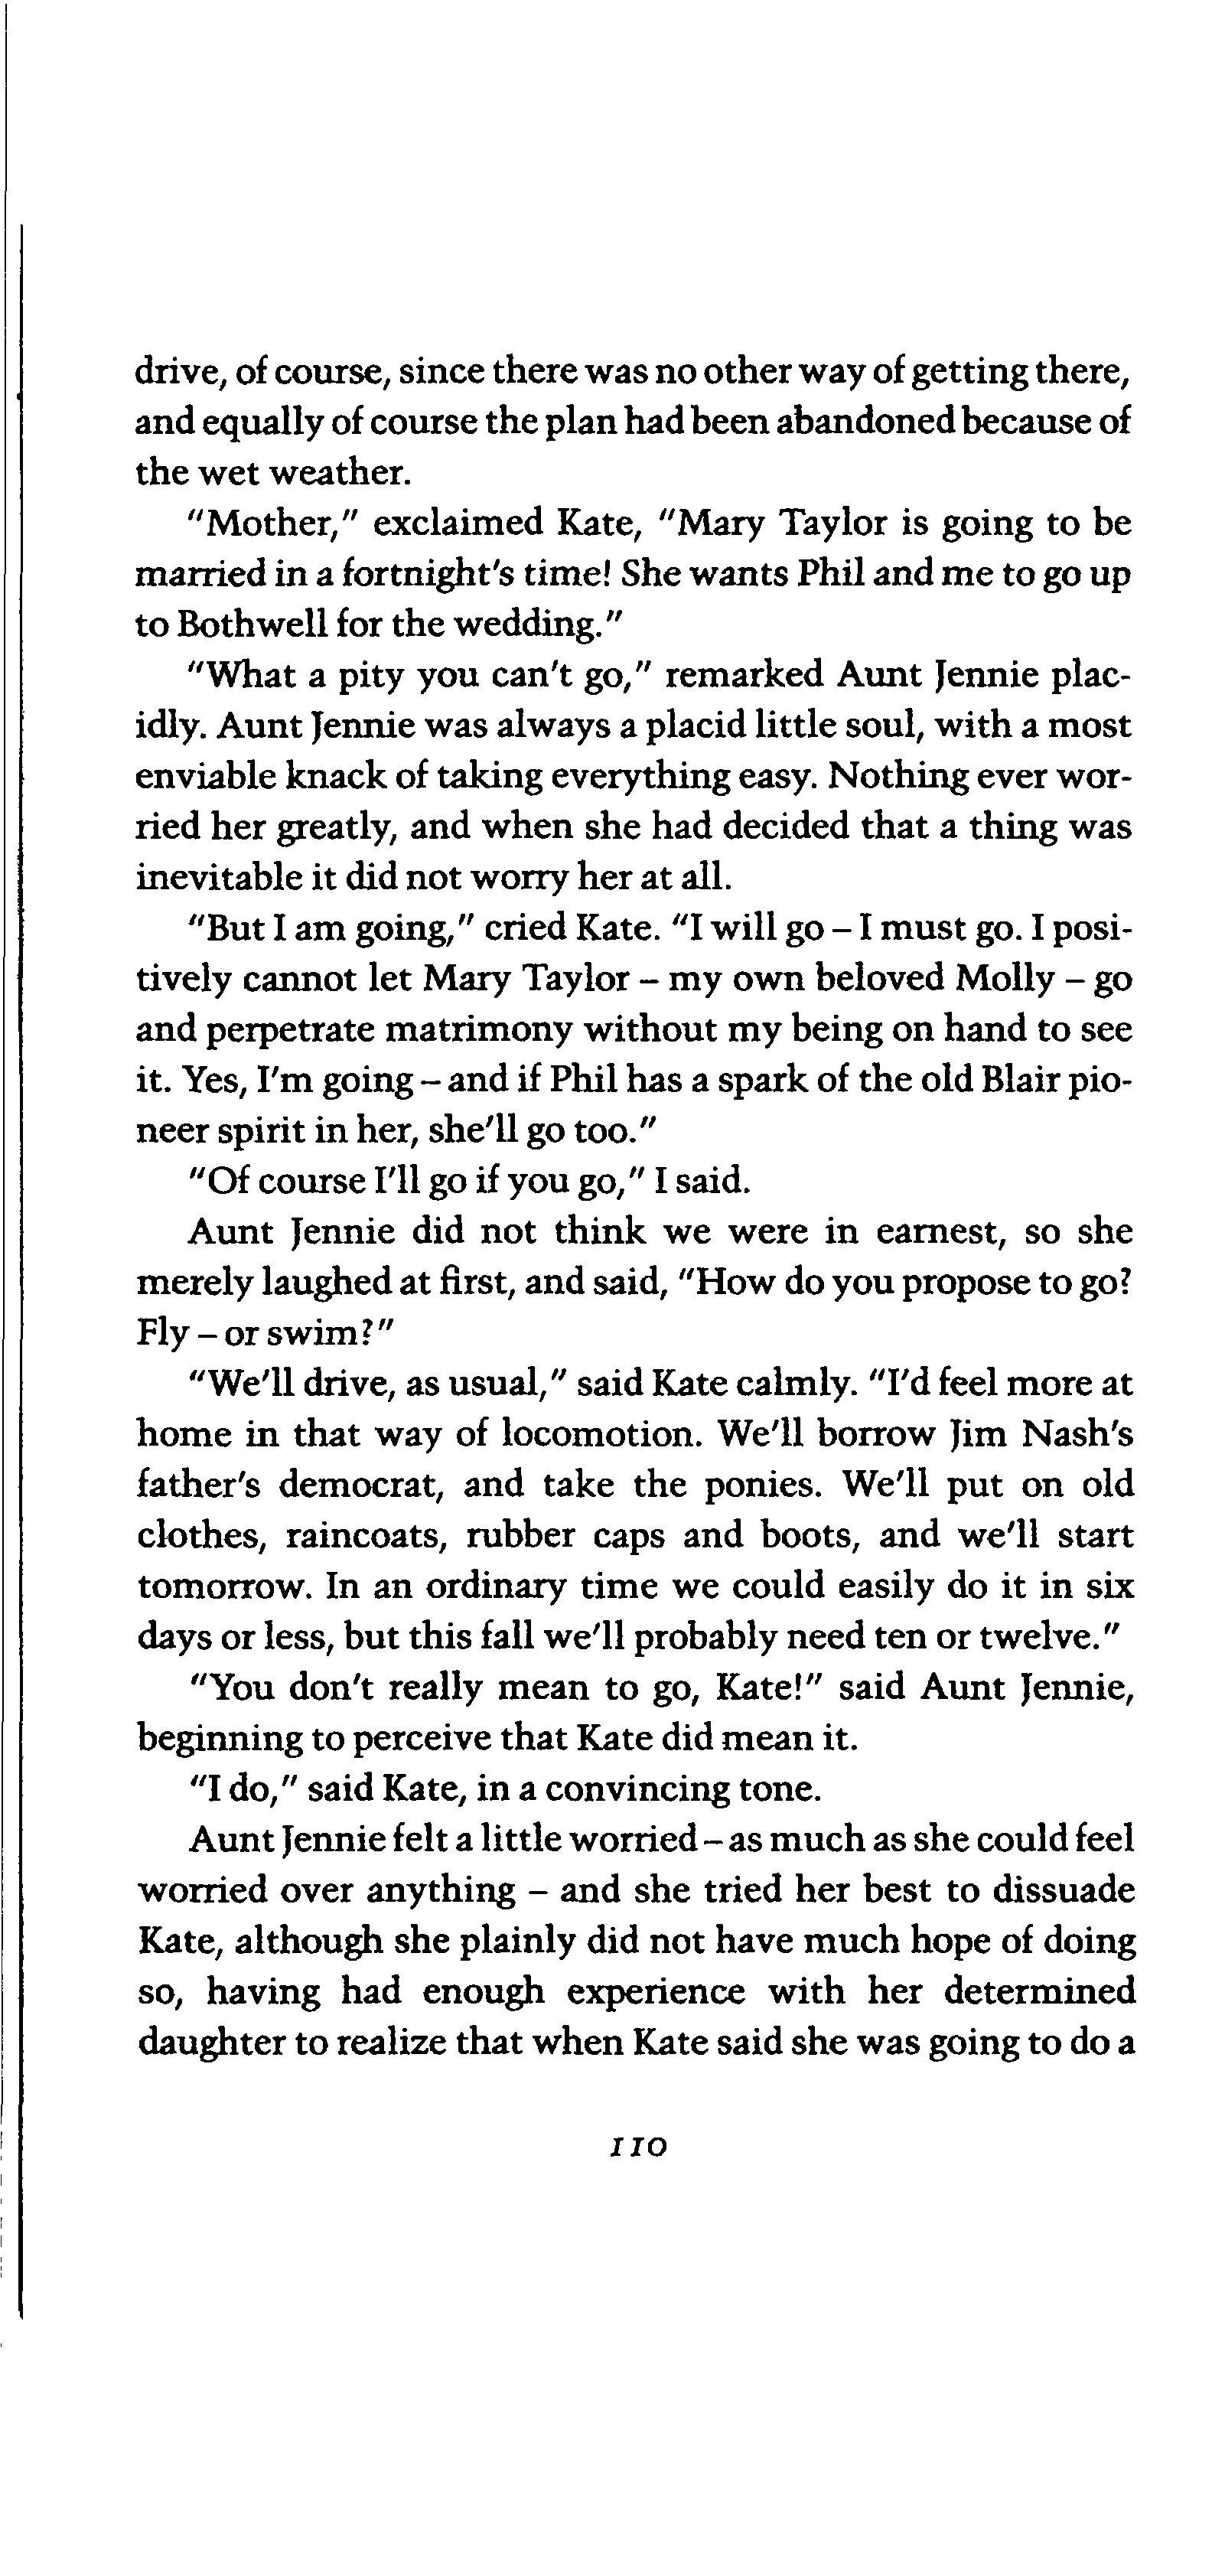 drive, of course, since there was no other way of getting there,
and equally of course the plan had been abandoned because of
the wet weather.
"Mother," exclaimed Kate, "Mary Taylor is going to be
married in a fortnight's time! She wants Phil and me to go up
to Bothwell for the wedding."
"What a pity you can't go," remarked Aunt Jennie plac-
idly. Aunt Jennie was always a placid little soul, with a most
enviable knack of taking everything easy. Nothing ever wor-
ried her greatly, and when she had decided that a thing was
inevitable it did not worry her at all.
"But I am going," cried Kate. "I will go – I must go. I posi-
tively cannot let Mary Taylor – my own beloved Molly – go
and perpetrate matrimony without my being on hand to see
it. Yes, I'm going – and if Phil has a spark of the old Blair pio-
neer spirit in her, she'll go too."
"Of course I'll go if you go," I said.
Aunt Jennie did not think we were in earnest, so she
merely laughed at first, and said, "How do you propose to go?
Fly – or swim?"
"We'll drive, as usual," said Kate calmly. "I'd feel more at
home in that way of locomotion. We'll borrow Jim Nash's
father's democrat, and take the ponies. We'll put on old
clothes, raincoats, rubber caps and boots, and we'll start
tomorrow. In an ordinary time we could easily do it in six
days or less, but this fall we'll probably need ten or twelve."
"You don't really mean to go, Kate!" said Aunt Jennie,
beginning to perceive that Kate did mean it.
"I do," said Kate, in a convincing tone.
Aunt Jennie felt a little worried – as much as she could feel
worried over anything – and she tried her best to dissuade
Kate, although she plainly did not have much hope of doing
so, having had enough experience with her determined
daughter to realize that when Kate said she was going to do a
110